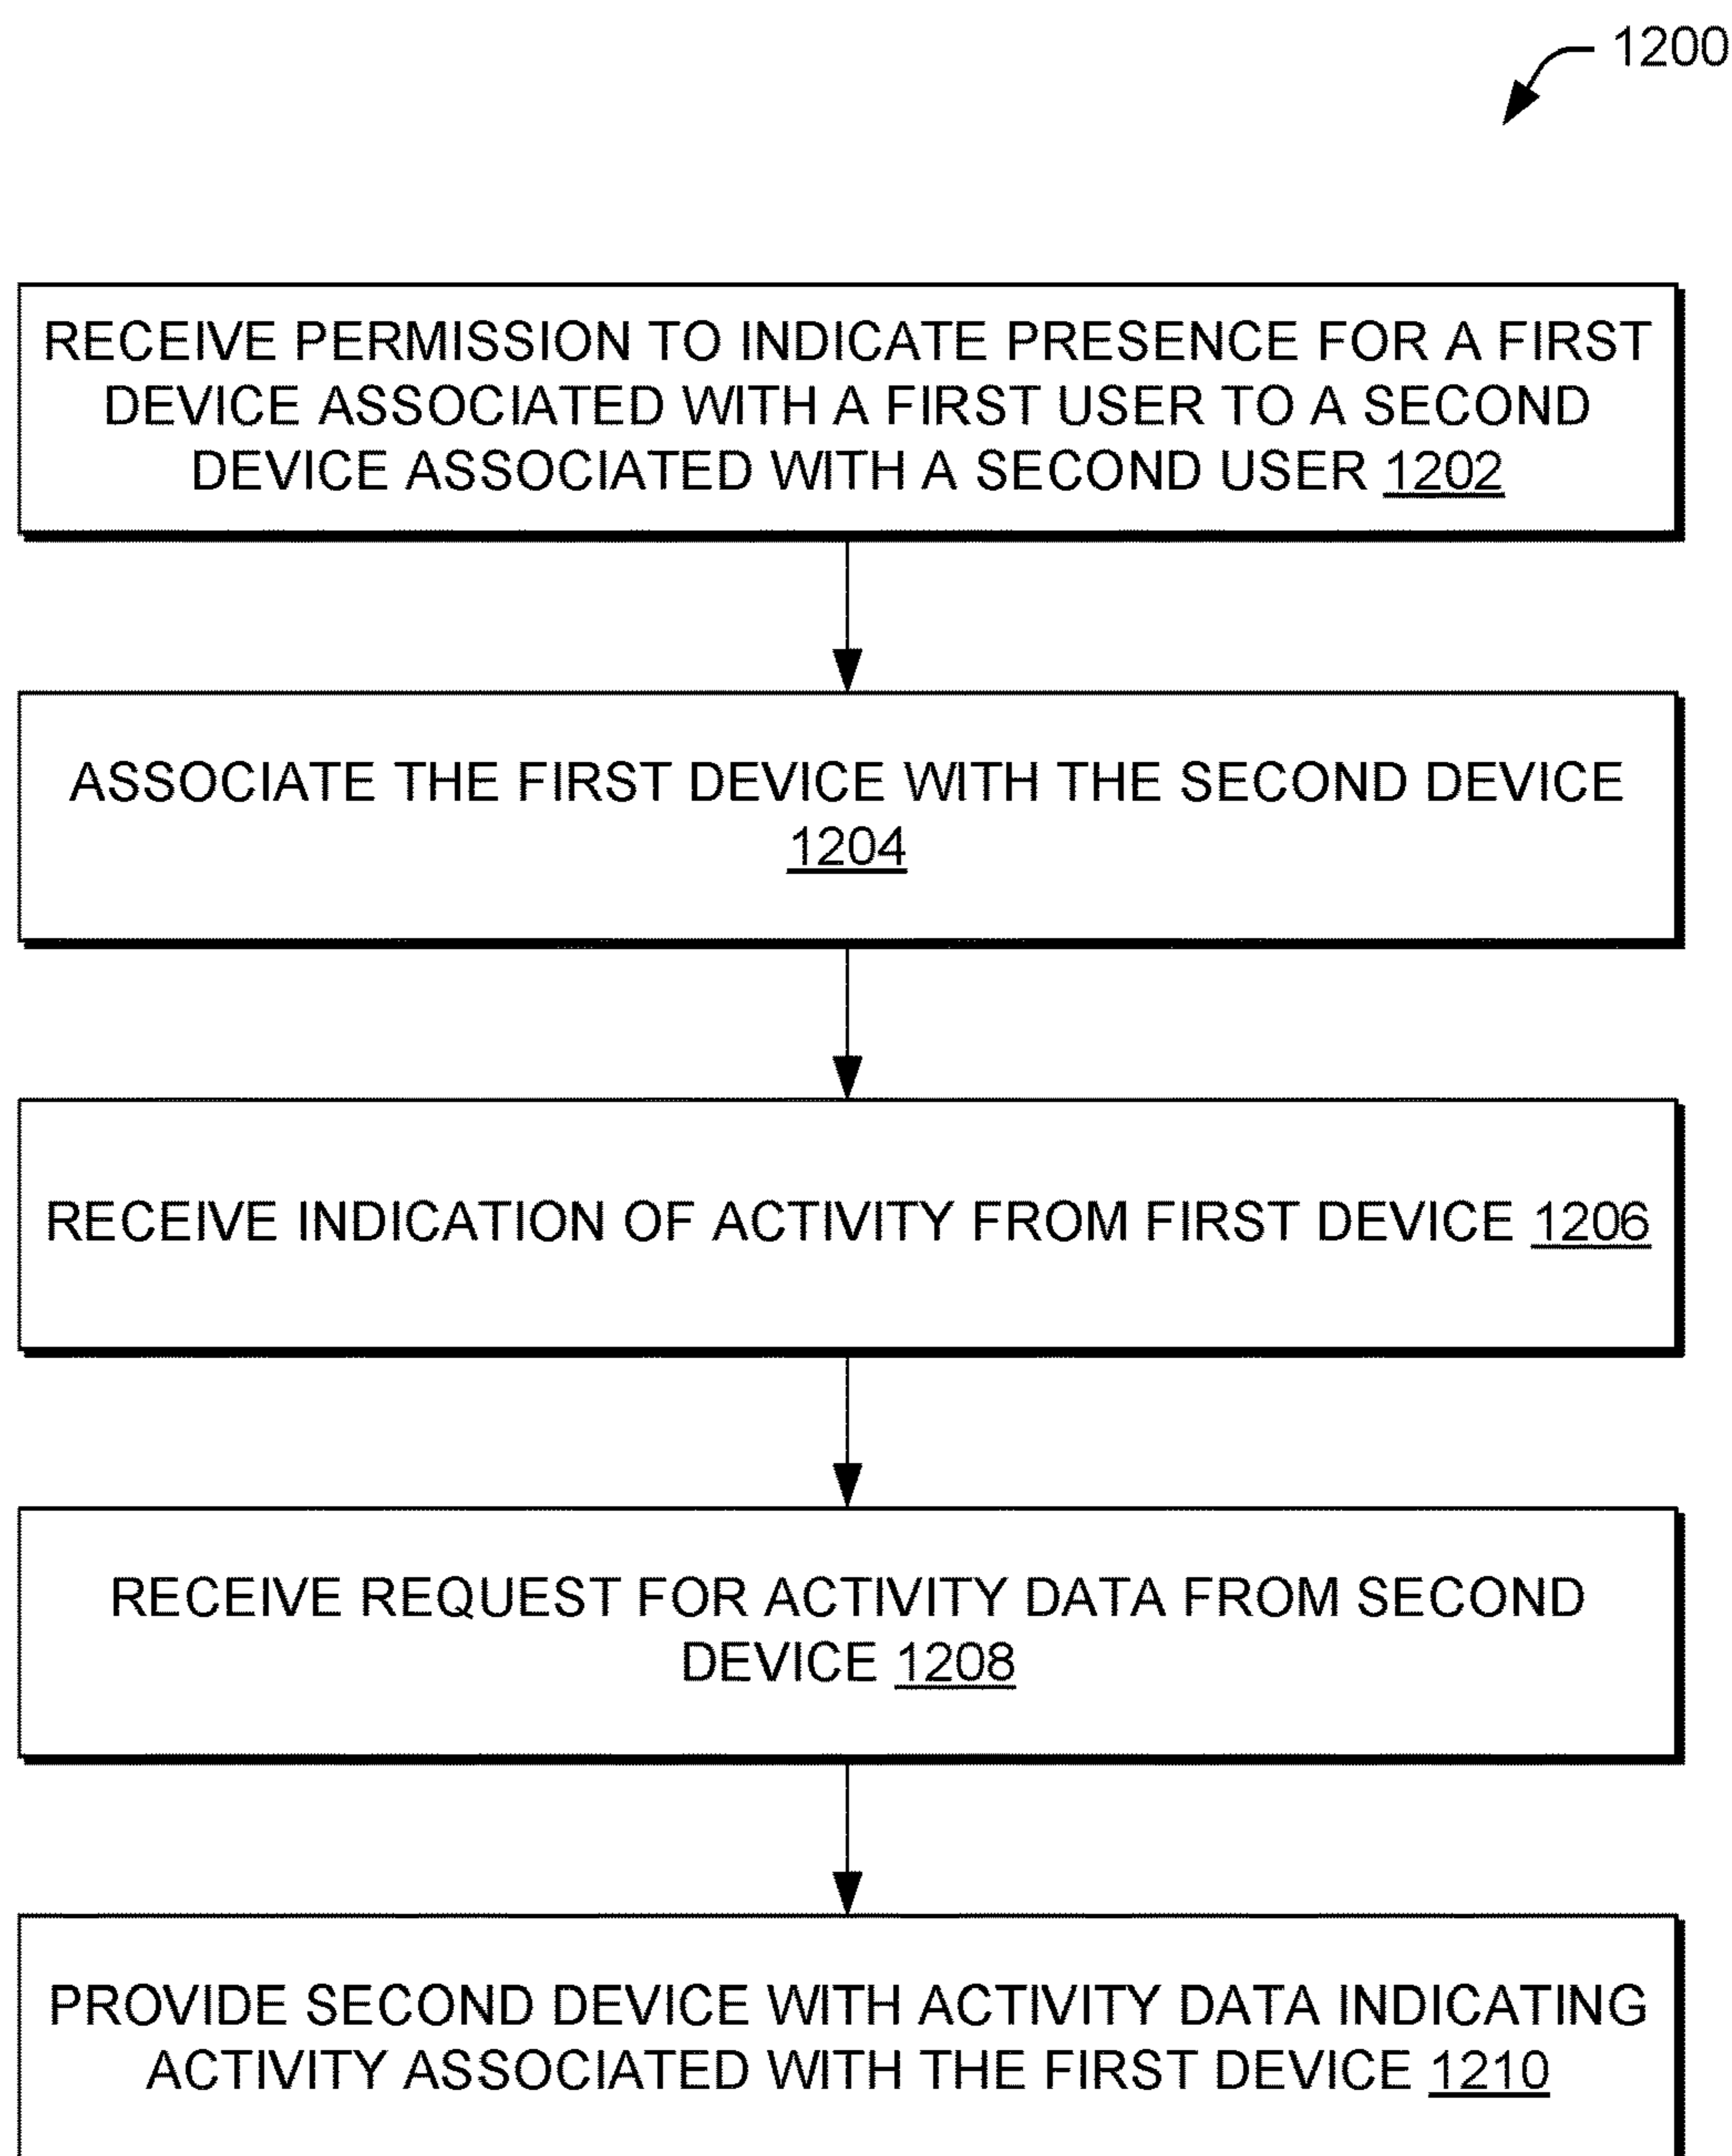 1200
RECEIVE PERMISSION TO INDICATE PRESENCE FOR A FIRST
DEVICE ASSOCIATED WITH A FIRST USER TO A SECOND
DEVICE ASSOCIATED WITH A SECOND USER 1202
ASSOCIATE THE FIRST DEVICE WITH THE SECOND DEVICE
1204
RECEIVE INDICATION OF ACTIVITY FROM FIRST DEVICE 1206
RECEIVE REQUEST FOR ACTIVITY DATA FROM SECOND
DEVICE 1208
PROVIDE SECOND DEVICE WITH ACTIVITY DATA INDICATING
ACTIVITY ASSOCIATED WITH THE FIRST DEVICE 1210